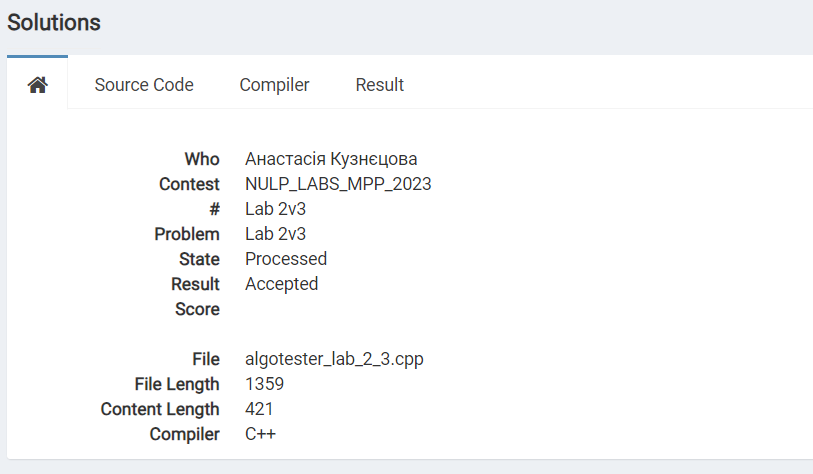 Solutions
Source Code Compiler Result
Who Анастасія Кузнєцова
Contest NULP_LABS_MPP_2023
# Lab 2v3
Problem Lab 2v3
State Processed
Result Accepted
Score
File algotester_lab_2_3.cpp
File Length 1359
Content Length 421
Compiler C++